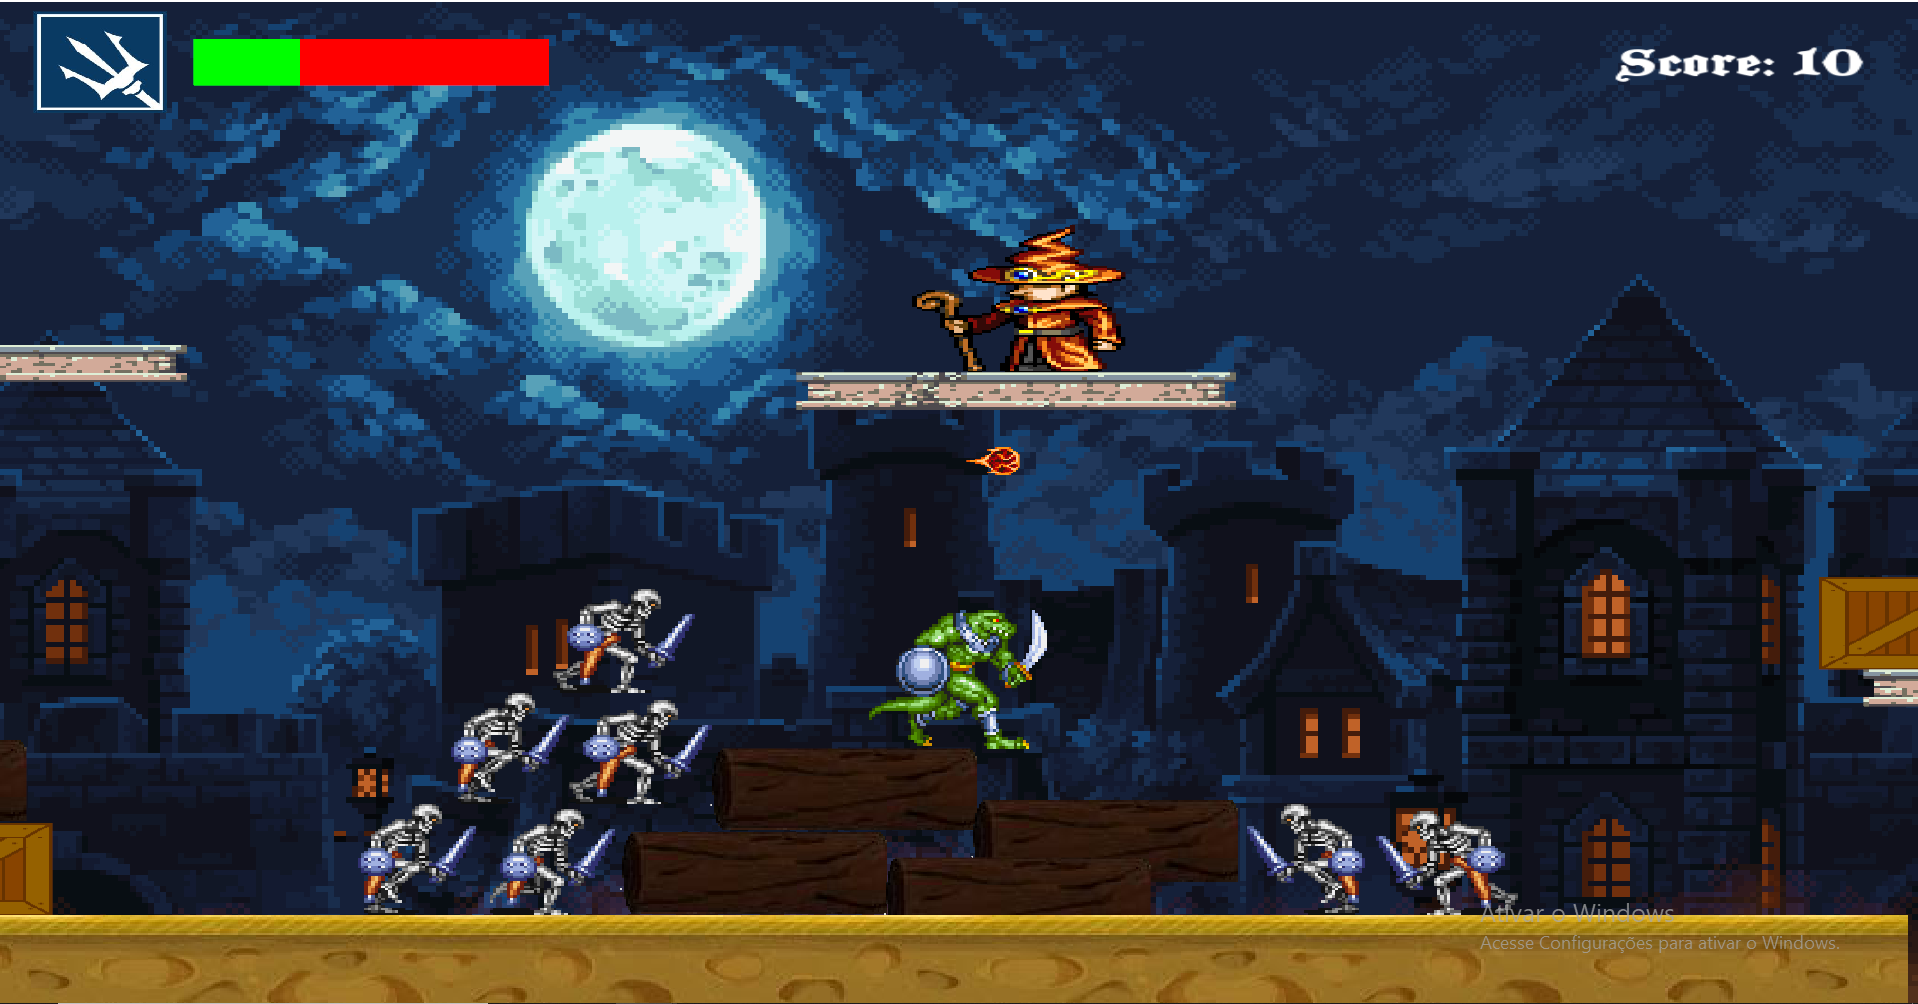 Score: 10
Ativar o Windows
Acesse Configurações para ativar o Windows.